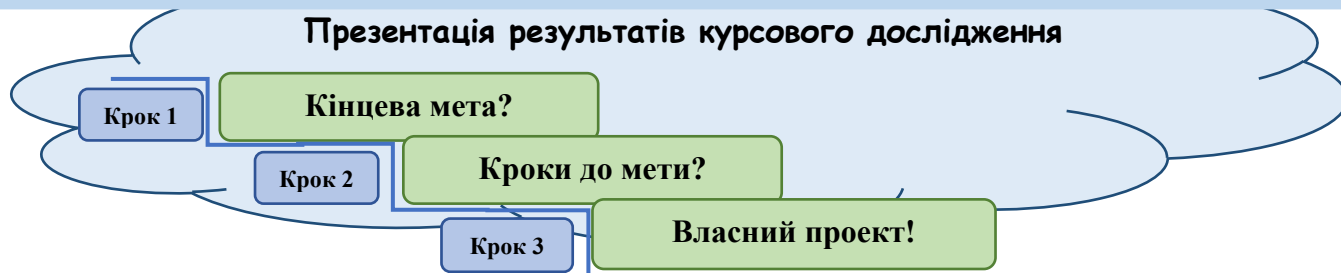 Презентація результатів курсового дослідження
Крок 1
Кінцева мета?
Крок 2
Кроки до мети?
Крок 3
Власний проект!